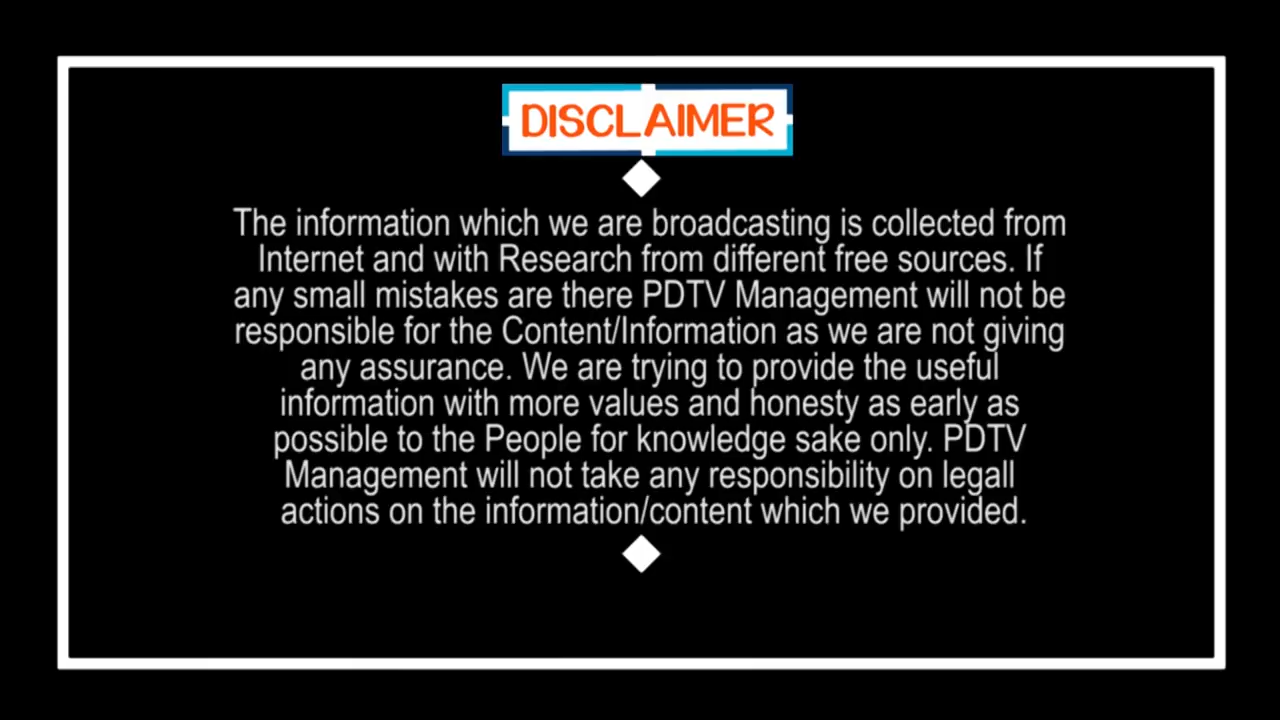 DISCLAIMER
The information which we are broadcasting is collected from
Internet and with Research from different free sources. If
any small mistakes are there PDTV Management will not be
responsible for the Content/Information as we are not giving
any assurance. We are trying to provide the useful
information with more values and honesty as early as
possible to the People for knowledge sake only. PDTV
Management will not take any responsibility on legall
actions on the information/content which we provided.